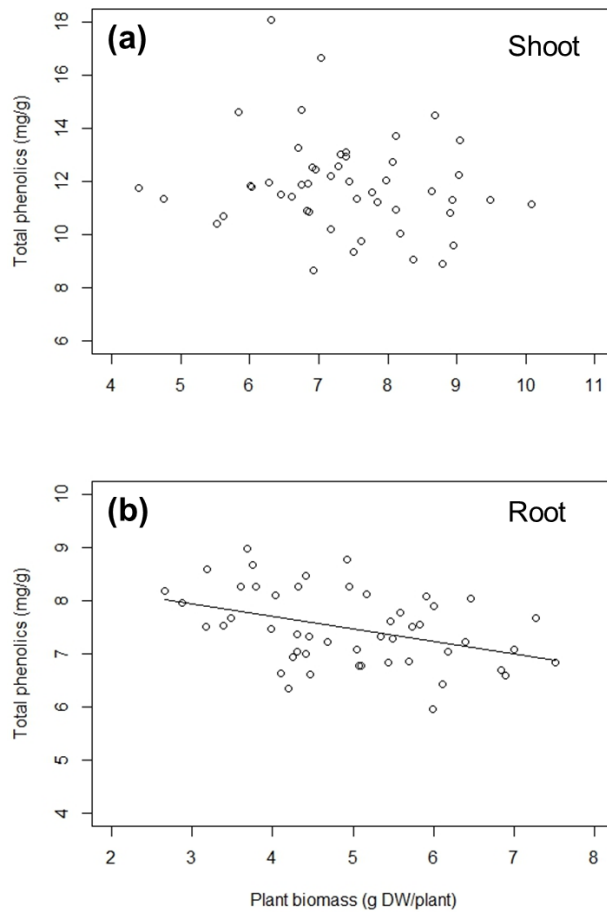 (a)
Shoot
Total phenolics (mg/g)
18
16
14
12
10
8
6
4 5 6 7 8 9 10 11
(b)
Root
Total phenolics (mg/g)
10
9
8
7
6
5
4
2 3 4 5 6 7 8
Plant biomass (g DW/plant)